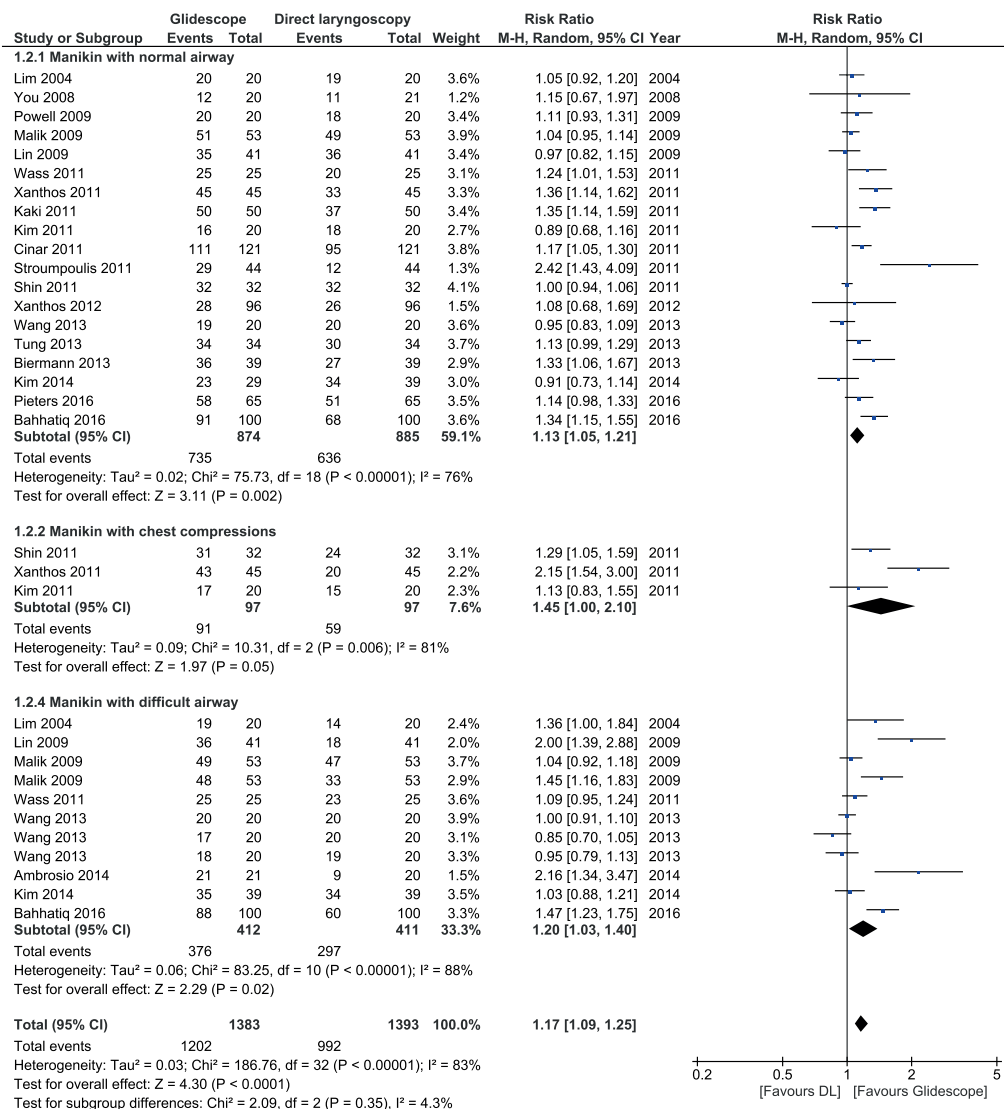 Glidescope Direct laryngoscopy Risk Ratio Risk Ratio
Study or Subgroup Events Total Events Total Weight M-H, Random, 95% CI Year M-H, Random, 95% CI
1.2.1 Manikin with normal airway
Lim 2004 20 20 19 20 3.6% 1.05 [0.92, 1.20] 2004
You 2008 12 20 11 21 1.2% 1.15 [0.67, 1.97] 2008
Powell 2009 20 20 18 20 3.4% 1.11 [0.93, 1.31] 2009
Malik 2009 51 53 49 53 3.9% 1.04 [0.95, 1.14] 2009
Lin 2009 35 41 36 41 3.4% 0.97 [0.82, 1.15] 2009
Wass 2011 25 25 20 25 3.1% 1.24 [1.01, 1.53] 2011
Xanthos 2011 45 45 33 45 3.3% 1.36 [1.14, 1.62] 2011
Kaki 2011 50 50 37 50 3.4% 1.35 [1.14, 1.59] 2011
Kim 2011 16 20 18 20 2.7% 0.89 [0.68, 1.16] 2011
Cinar 2011 111 121 95 121 3.8% 1.17 [1.05, 1.30] 2011
Stroumpoulis 2011 29 44 12 44 1.3% 2.42 [1.43, 4.09] 2011
Shin 2011 32 32 32 32 4.1% 1.00 [0.94, 1.06] 2011
Xanthos 2012 28 96 26 96 1.5% 1.08 [0.68, 1.69] 2012
Wang 2013 19 20 20 20 3.6% 0.95 [0.83, 1.09] 2013
Tung 2013 34 34 30 34 3.7% 1.13 [0.99, 1.29] 2013
Biermann 2013 36 39 27 39 2.9% 1.33 [1.06, 1.67] 2013
Kim 2014 23 29 34 39 3.0% 0.91 [0.73, 1.14] 2014
Pieters 2016 58 65 51 65 3.5% 1.14 [0.98, 1.33] 2016
Bahhatiq 2016 91 100 68 100 3.6% 1.34 [1.15, 1.55] 2016
Subtotal (95% CI) 874 885 59.1% 1.13 [1.05, 1.21]
Total events 735 636
Heterogeneity: Tau² = 0.02; Chi² = 75.73, df = 18 (P < 0.00001); I² = 76%
Test for overall effect: Z = 3.11 (P = 0.002)
1.2.2 Manikin with chest compressions
Shin 2011 31 32 24 32 3.1% 1.29 [1.05, 1.59] 2011
Xanthos 2011 43 45 20 45 2.2% 2.15 [1.54, 3.00] 2011
Kim 2011 17 20 15 20 2.3% 1.13 [0.83, 1.55] 2011
Subtotal (95% CI) 97 97 7.6% 1.45 [1.00, 2.10]
Total events 91 59
Heterogeneity: Tau² = 0.09; Chi² = 10.31, df = 2 (P = 0.006); I² = 81%
Test for overall effect: Z = 1.97 (P = 0.05)
1.2.4 Manikin with difficult airway
Lim 2004 19 20 14 20 2.4% 1.36 [1.00, 1.84] 2004
Lin 2009 36 41 18 41 2.0% 2.00 [1.39, 2.88] 2009
Malik 2009 49 53 47 53 3.7% 1.04 [0.92, 1.18] 2009
Malik 2009 48 53 33 53 2.9% 1.45 [1.16, 1.83] 2009
Wass 2011 25 25 23 25 3.6% 1.09 [0.95, 1.24] 2011
Wang 2013 20 20 20 20 3.9% 1.00 [0.91, 1.10] 2013
Wang 2013 17 20 20 20 3.1% 0.85 [0.70, 1.05] 2013
Wang 2013 18 20 19 20 3.3% 0.95 [0.79, 1.13] 2013
Ambrosio 2014 21 21 9 20 1.5% 2.16 [1.34, 3.47] 2014
Kim 2014 35 39 34 39 3.5% 1.03 [0.88, 1.21] 2014
Bahhatiq 2016 88 100 60 100 3.3% 1.47 [1.23, 1.75] 2016
Subtotal (95% CI) 412 411 33.3% 1.20 [1.03, 1.40]
Total events 376 297
Heterogeneity: Tau² = 0.06; Chi² = 83.25, df = 10 (P < 0.00001); I² = 88%
Test for overall effect: Z = 2.29 (P = 0.02)
Total (95% CI) 1383 1393 100.0% 1.17 [1.09, 1.25]
Total events 1202 992
Heterogeneity: Tau² = 0.03; Chi² = 186.76, df = 32 (P < 0.00001); I² = 83%
Test for overall effect: Z = 4.30 (P < 0.0001)
Test for subgroup differences: Chi² = 2.09, df = 2 (P = 0.35), I² = 4.3%
0.2 0.5 1 2 5
[Favours DL] [Favours Glidescope]